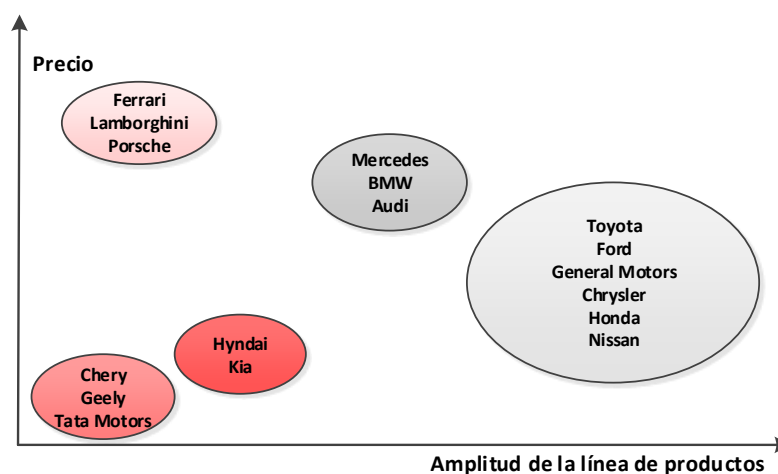 Precio
Ferrari
Lamborghini
Porsche
Mercedes
BMW
Audi
Toyota
Ford
General Motors
Chrysler
Honda
Nissan
Hyndai
Kia
Chery
Geely
Tata Motors
Amplitud de la línea de productos